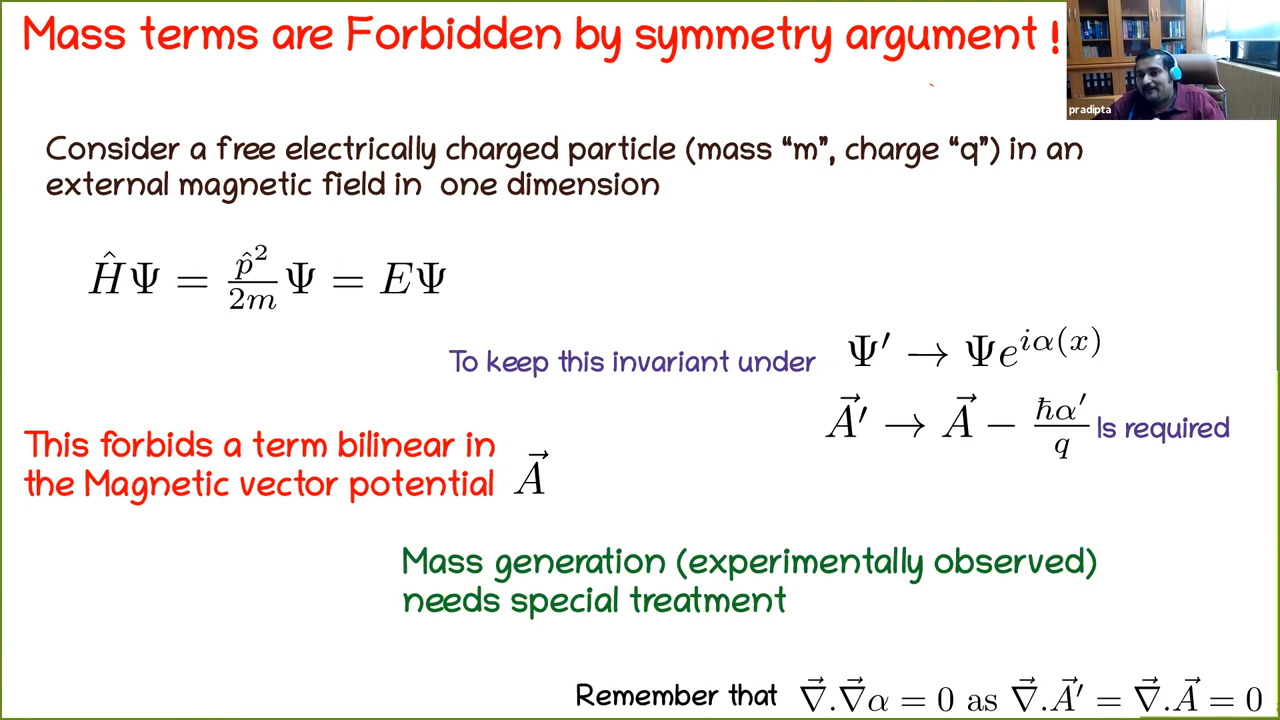 Mass terms are Forbidden by symmetry argument !
pradipta
Consider a free electrically charged particle (mass “m”, charge “q”) in an
external magnetic field in one dimension
$\hat{H}\Psi = \frac{\hat{p}^2}{2m}\Psi = E\Psi$
To keep this invariant under $\Psi' \rightarrow \Psi e^{i\alpha(x)}$
$\vec{A}' \rightarrow \vec{A} - \frac{\hbar\alpha'}{q}$ Is required
This forbids a term bilinear in
the Magnetic vector potential $\vec{A}$
Mass generation (experimentally observed)
needs special treatment
Remember that $\vec{\nabla}.\vec{\nabla}\alpha = 0$ as $\vec{\nabla}.\vec{A}' = \vec{\nabla}.\vec{A} = 0$